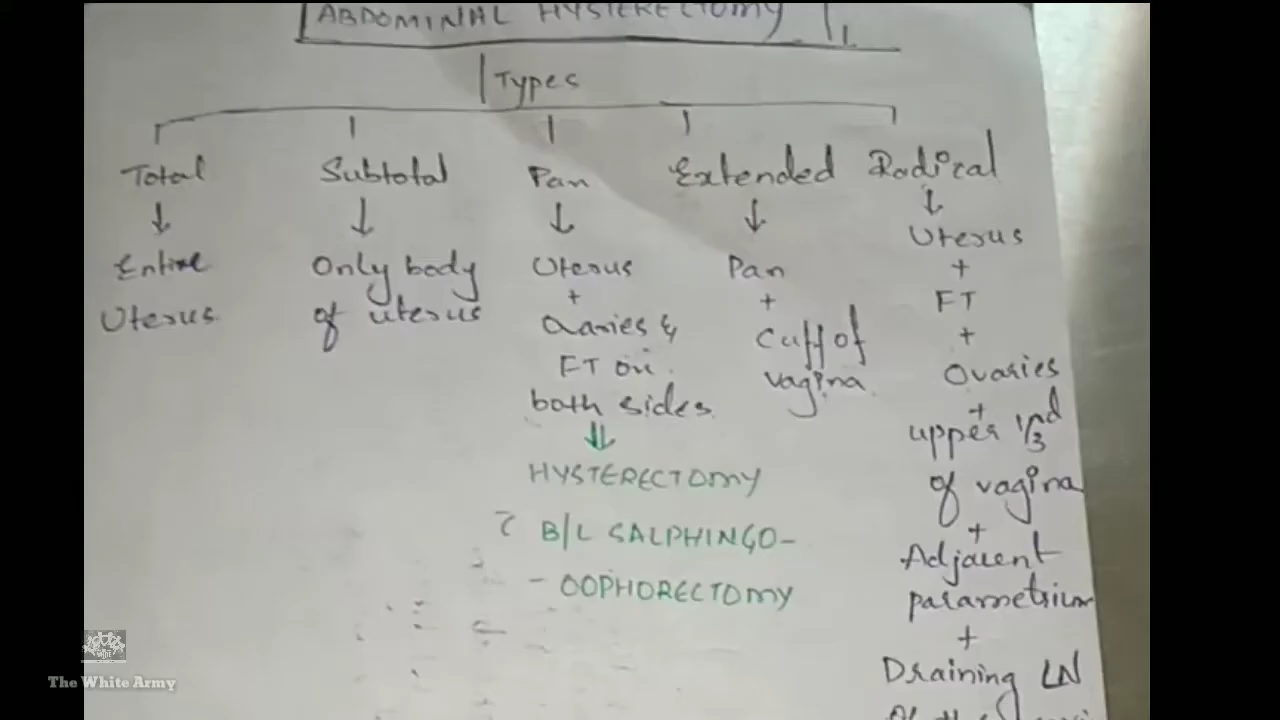 ABDOMINAL HYSTERECTOMY
Types
Total
Entire
Uterus
Subtotal
Only body
of uterus
Pan
Uterus
+
Ovaries &
FT on
both sides
HYSTERECTOMY
B/L SALPHINGO-
- OOPHORECTOMY
Extended
Pan
+
Cuff of
vagina
Radical
Uterus
+
FT
+
Ovaries
+
upper 1/3rd
of vagina
+
Adjacent
parametrium
+
Draining LN
of the
The White Army